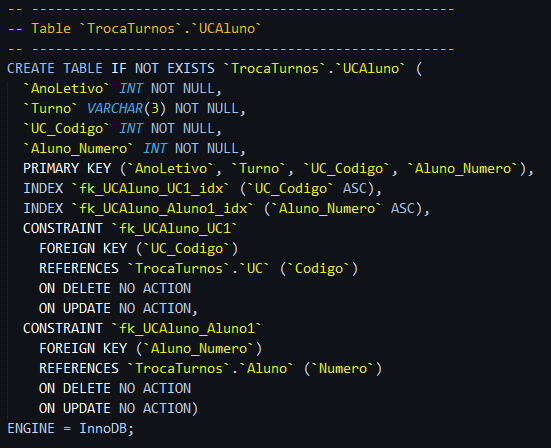 -- -----------------------------------------------------
-- Table `TrocaTurnos`.`UCAluno`
-- -----------------------------------------------------
CREATE TABLE IF NOT EXISTS `TrocaTurnos`.`UCAluno` (
  `AnoLetivo` INT NOT NULL,
  `Turno` VARCHAR(3) NOT NULL,
  `UC_Codigo` INT NOT NULL,
  `Aluno_Numero` INT NOT NULL,
  PRIMARY KEY (`AnoLetivo`, `Turno`, `UC_Codigo`, `Aluno_Numero`),
  INDEX `fk_UCAluno_UC1_idx` (`UC_Codigo` ASC),
  INDEX `fk_UCAluno_Aluno1_idx` (`Aluno_Numero` ASC),
  CONSTRAINT `fk_UCAluno_UC1`
    FOREIGN KEY (`UC_Codigo`)
    REFERENCES `TrocaTurnos`.`UC` (`Codigo`)
    ON DELETE NO ACTION
    ON UPDATE NO ACTION,
  CONSTRAINT `fk_UCAluno_Aluno1`
    FOREIGN KEY (`Aluno_Numero`)
    REFERENCES `TrocaTurnos`.`Aluno` (`Numero`)
    ON DELETE NO ACTION
    ON UPDATE NO ACTION)
ENGINE = InnoDB;